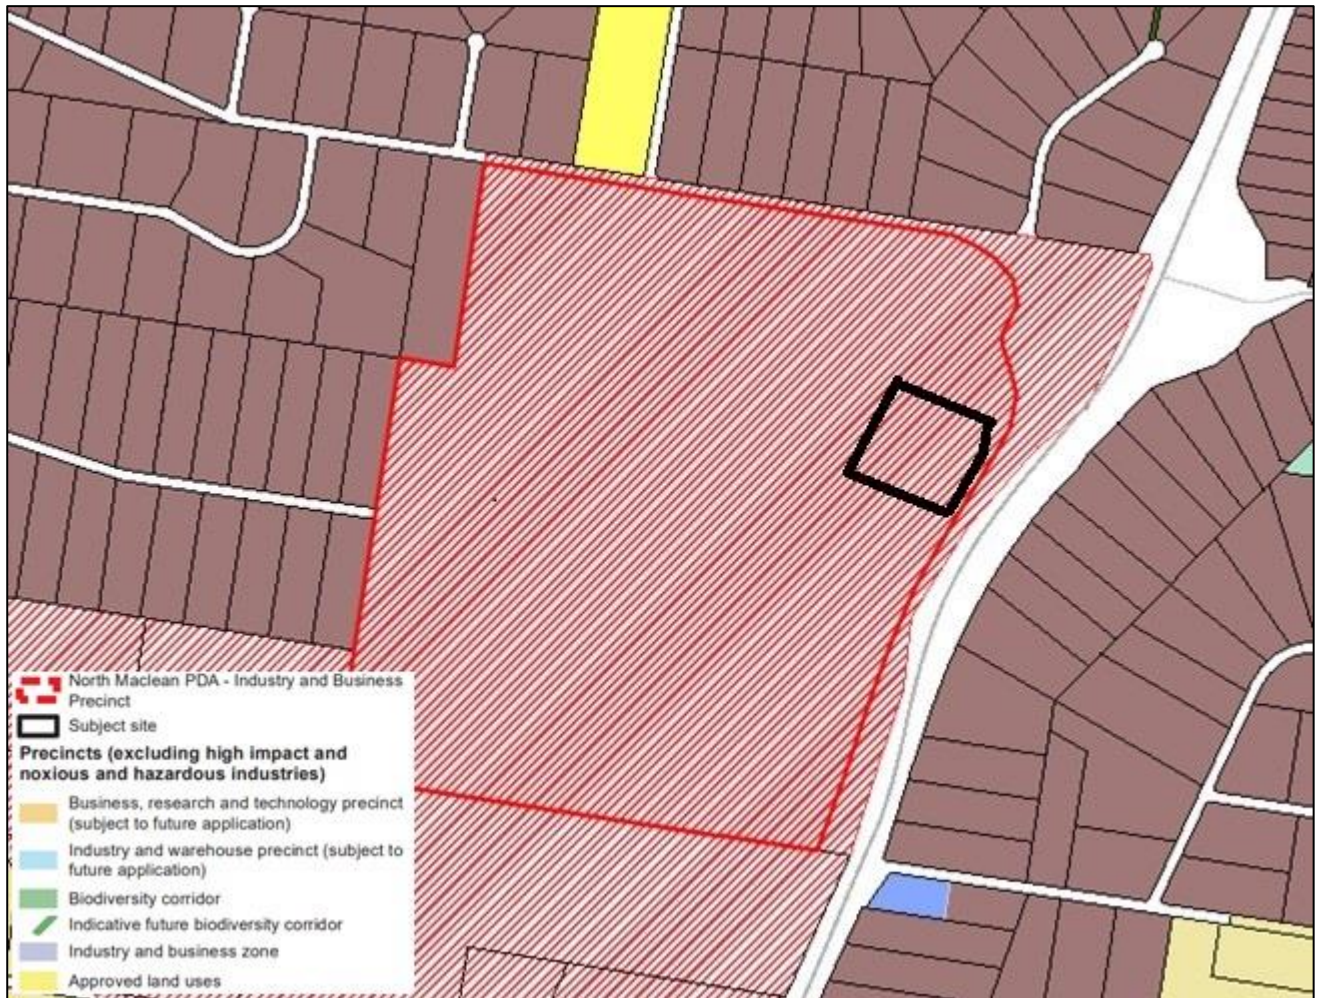 North Maclean PDA - Industry and Business
Precinct
Subject site
Precincts (excluding high impact and
noxious and hazardous industries)
Business, research and technology precinct
(subject to future application)
Industry and warehouse precinct (subject to
future application)
Biodiversity corridor
Indicative future biodiversity corridor
Industry and business zone
Approved land uses